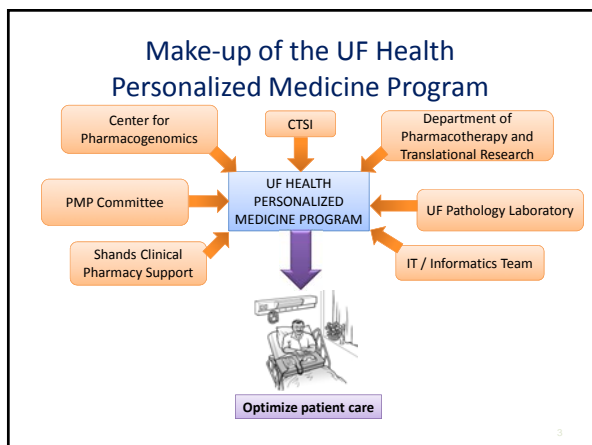 Make-up of the UF Health
Personalized Medicine Program
Center for
Pharmacogenomics
CTSI
Department of
Pharmacotherapy and
Translational Research
PMP Committee
UF HEALTH
PERSONALIZED
MEDICINE PROGRAM
UF Pathology Laboratory
Shands Clinical
Pharmacy Support
IT / Informatics Team
Optimize patient care
3